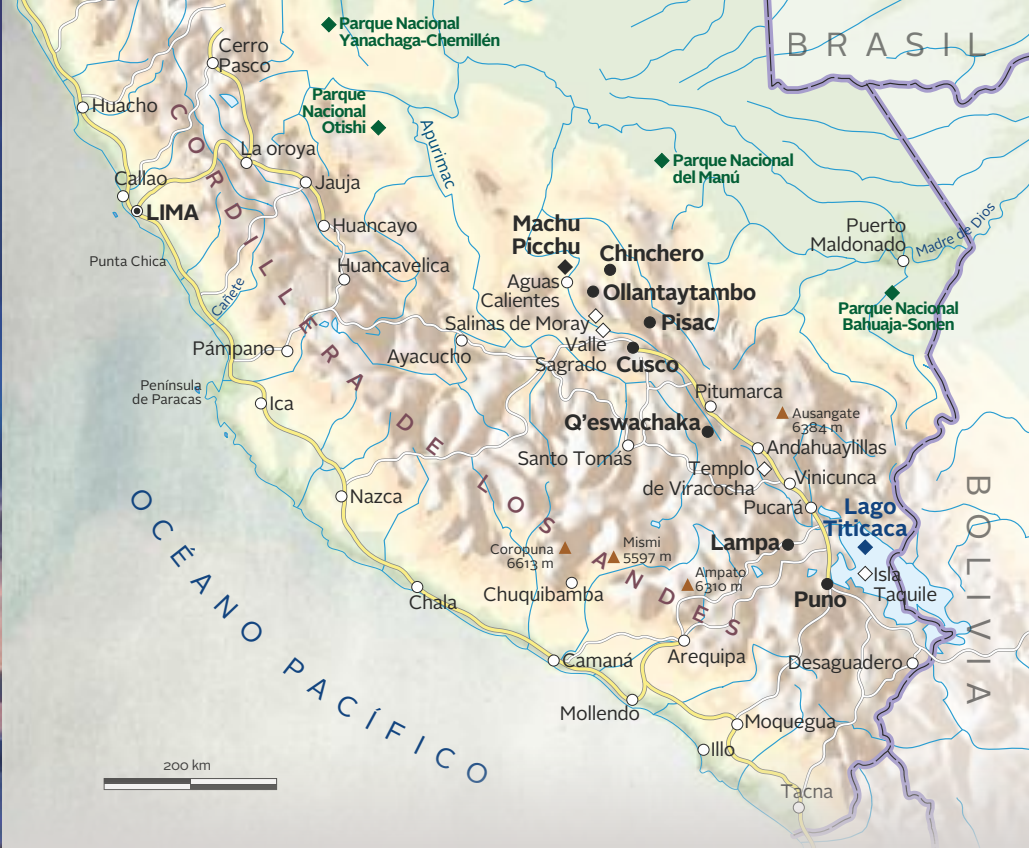 Parque Nacional
Yanachaga-Chemillén
BRASIL
Cerro
Pasco
Huacho
Parque
Nacional
Otishi
Apurimac
La oroya
Parque Nacional
del Manú
Callao
Jauja
LIMA
Huancayo
Machu
Picchu
Puerto
Maldonado
Madre de Dios
Punta Chica
Huancavelica
Chinchero
Aguas
Calientes
Ollantaytambo
Cañete
Parque Nacional
Bahuaja-Sonen
Salinas de Moray
Pisac
Pámpano
Ayacucho
Valle
Sagrado
Cusco
CORDILLERA DE LOS ANDES
Península
de Paracas
Ica
Pitumarca
Ausangate
6384 m
Q'eswachaka
Andahuaylillas
Santo Tomás
Templo
de Viracocha
Vinicunca
Nazca
Pucará
Lago
Titicaca
BOLIVIA
OCÉANO PACÍFICO
Coropuna
6613 m
Mismi
5597 m
Lampa
Ampato
6310 m
Isla
Taquile
Chuquibamba
Chala
Puno
Camaná
Arequipa
Desaguadero
Mollendo
Moquegua
Illo
200 km
Tacna